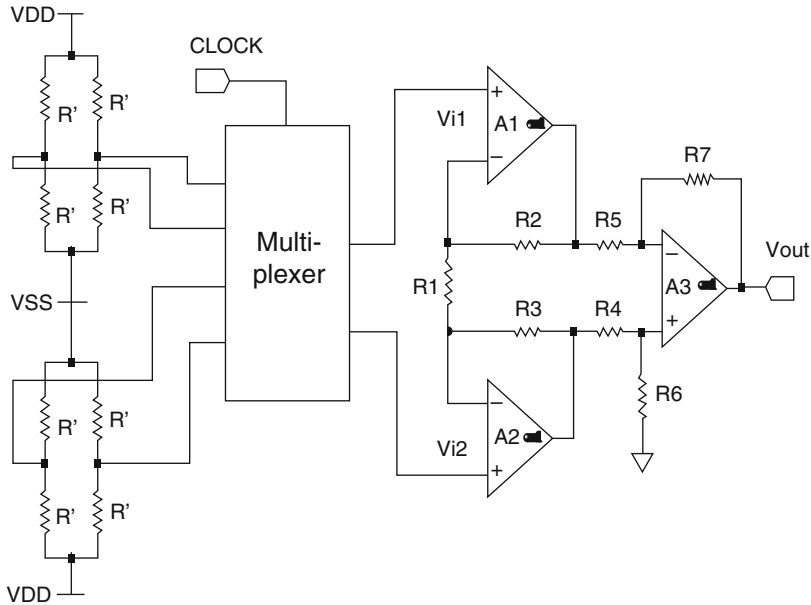 VDD
CLOCK
R'
R'
R'
R'
VSS
R'
R'
R'
R'
VDD
Multi-
plexer
Vi1
+
A1
−
R2
R5
R7
R1
−
A3
+
Vout
R3
R4
R6
−
A2
+
Vi2